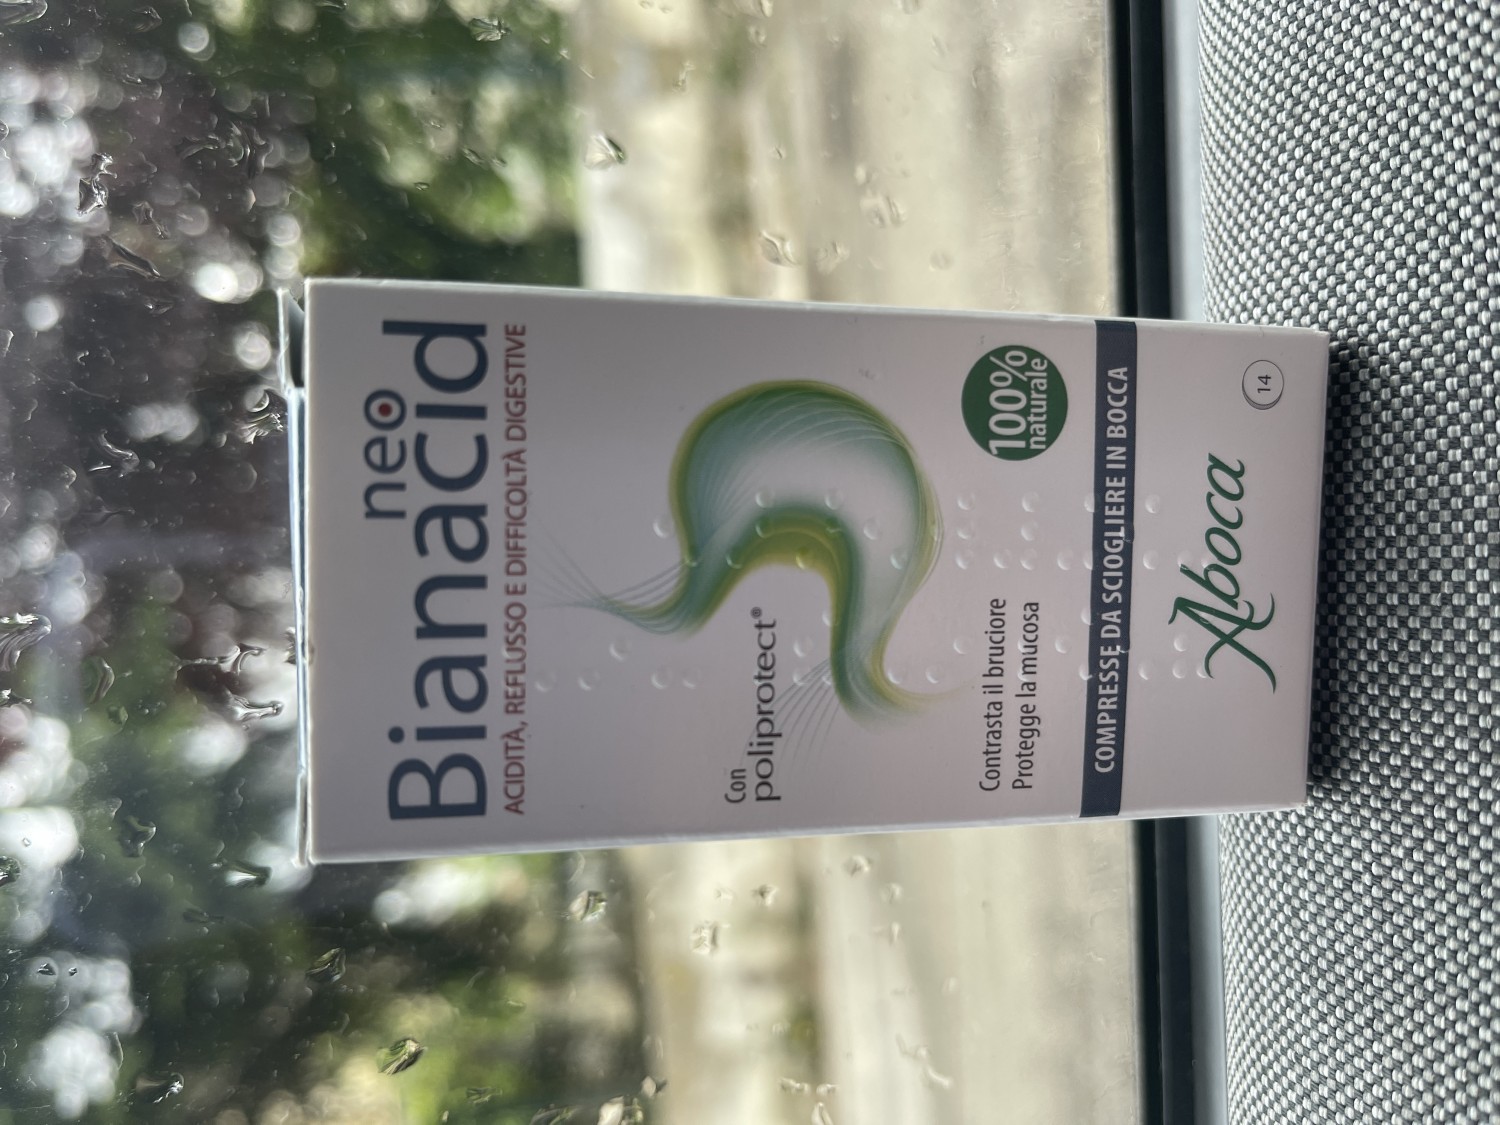 neo
Bianacid
ACIDITÀ, REFLUSSO E DIFFICOLTÀ DIGESTIVE
Con
poliprotect®
100%
naturale
Contrasta il bruciore
Protegge la mucosa
COMPRESSE DA SCIOGLIERE IN BOCCA
Aboca
14